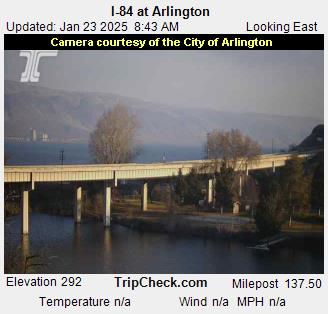 I-84 at Arlington
Updated: Jan 23 2025 8:43 AM Looking East
Camera courtesy of the City of Arlington
Elevation 292 TripCheck.com Milepost 137.50
Temperature n/a Wind n/a MPH n/a